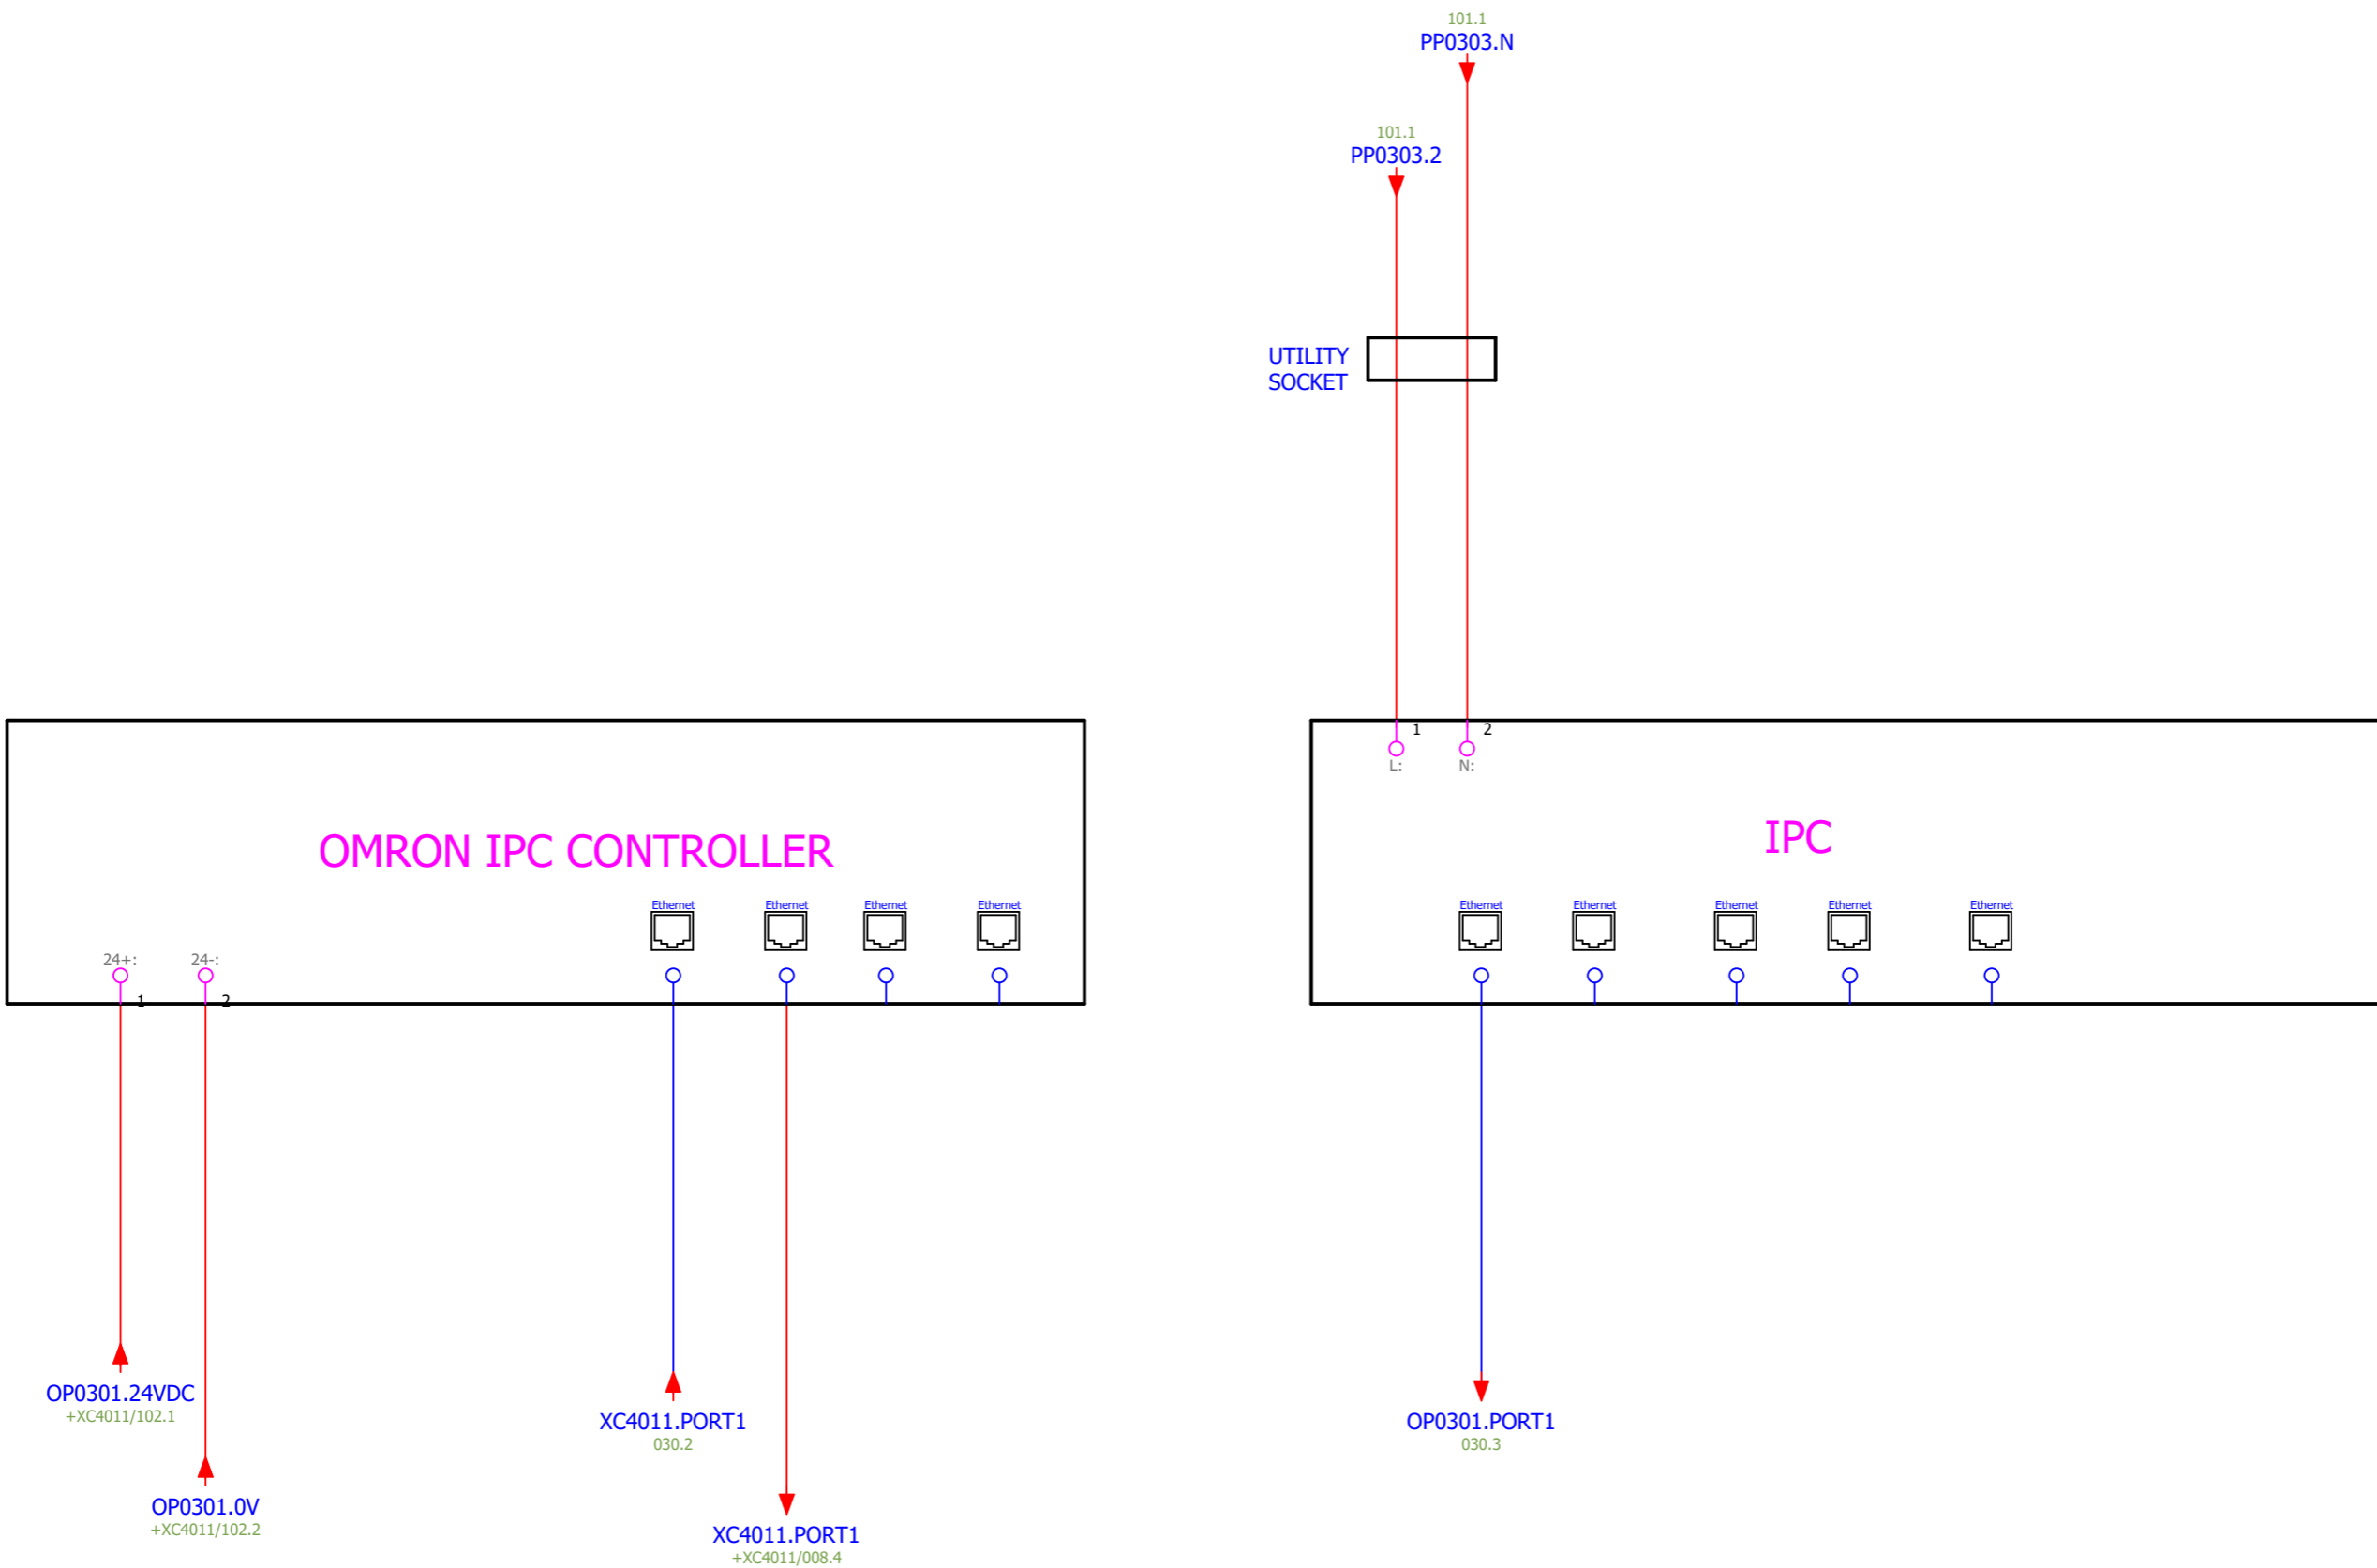 101.1
PP0303.N
101.1
PP0303.2
UTILITY
SOCKET
1
2
L:
N:
OMRON IPC CONTROLLER
IPC
Ethernet
Ethernet
Ethernet
Ethernet
Ethernet
Ethernet
Ethernet
Ethernet
Ethernet
24+:
24-:
1
2
OP0301.24VDC
+XC4011/102.1
XC4011.PORT1
030.2
OP0301.PORT1
030.3
OP0301.0V
+XC4011/102.2
XC4011.PORT1
+XC4011/008.4